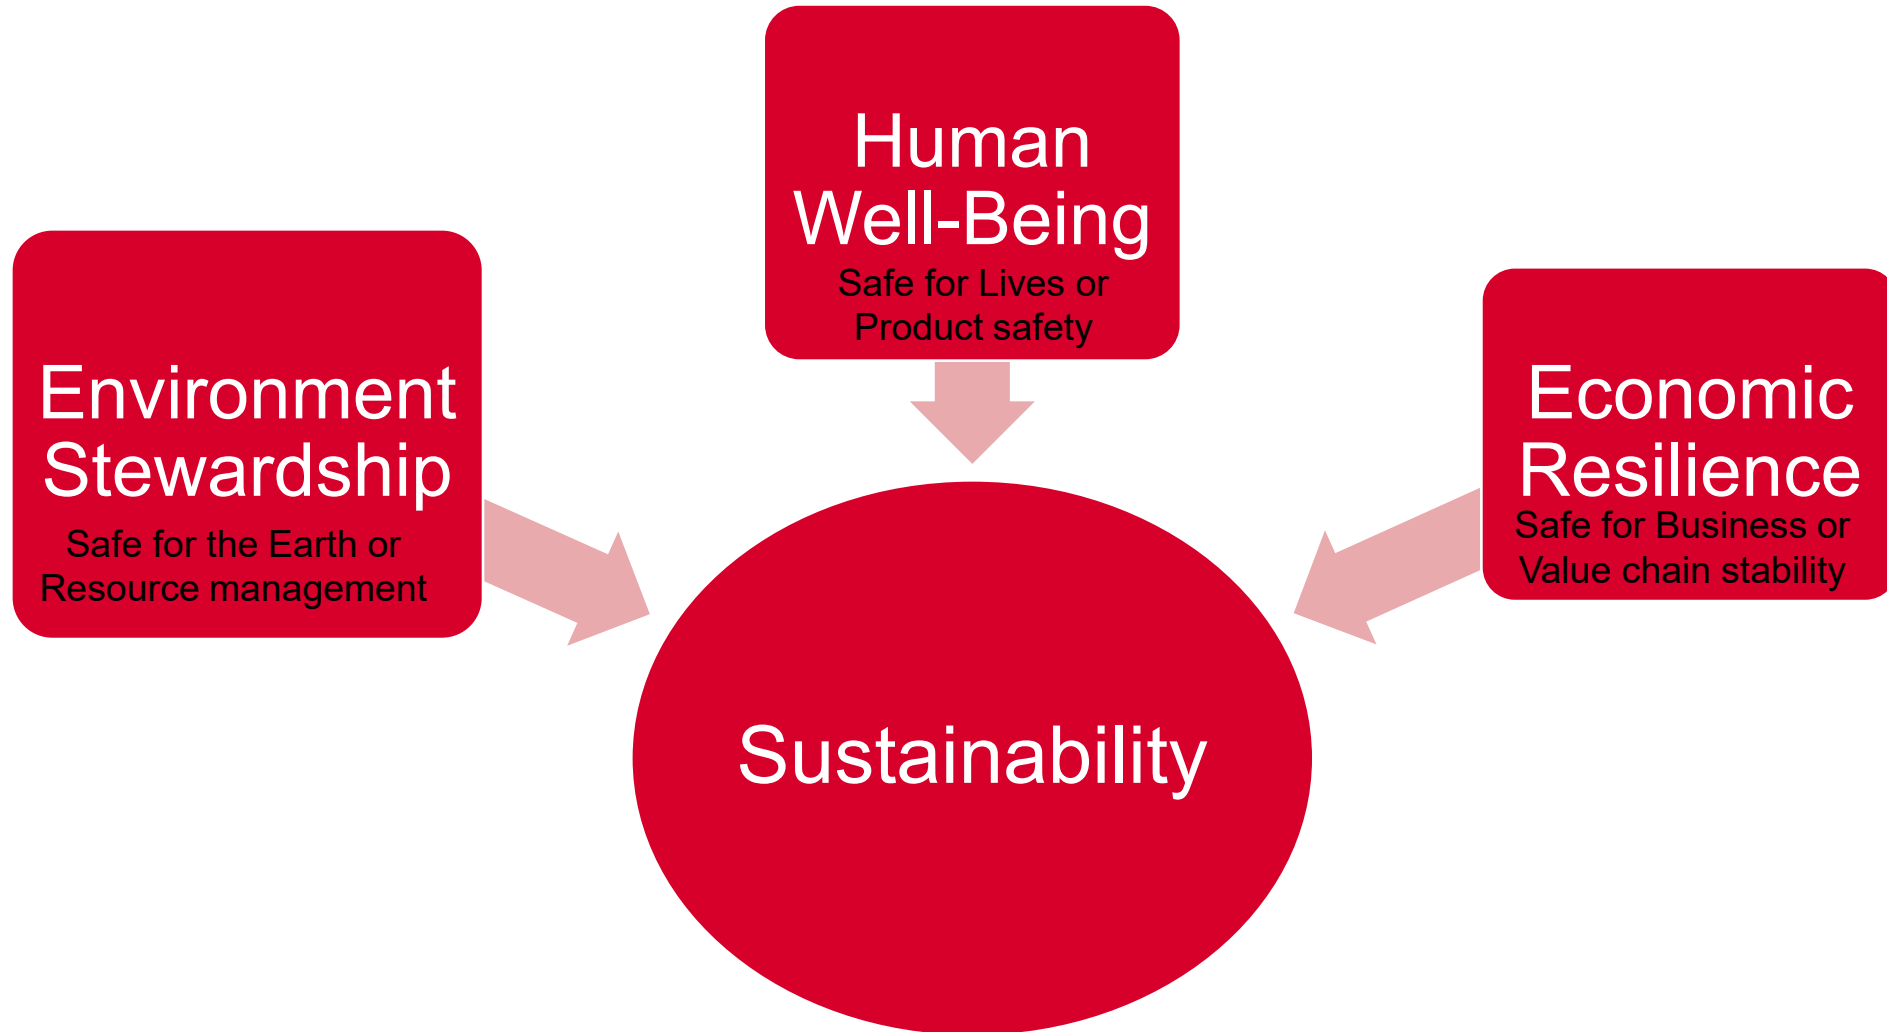 Human
Well-Being
Safe for Lives or
Product safety
Environment
Stewardship
Safe for the Earth or
Resource management
Economic
Resilience
Safe for Business or
Value chain stability
Sustainability